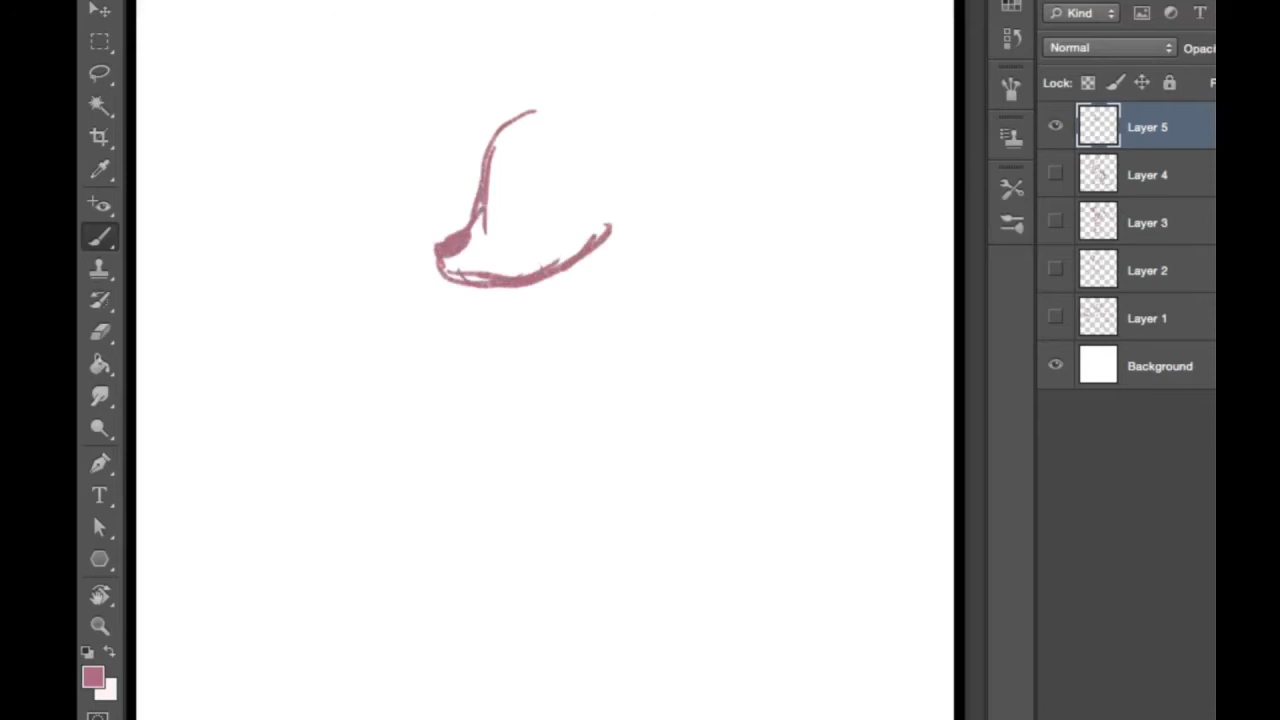 Kind
T
Normal
Opaci
Lock:
F
Layer 5
Layer 4
Layer 3
Layer 2
Layer 1
Background
T